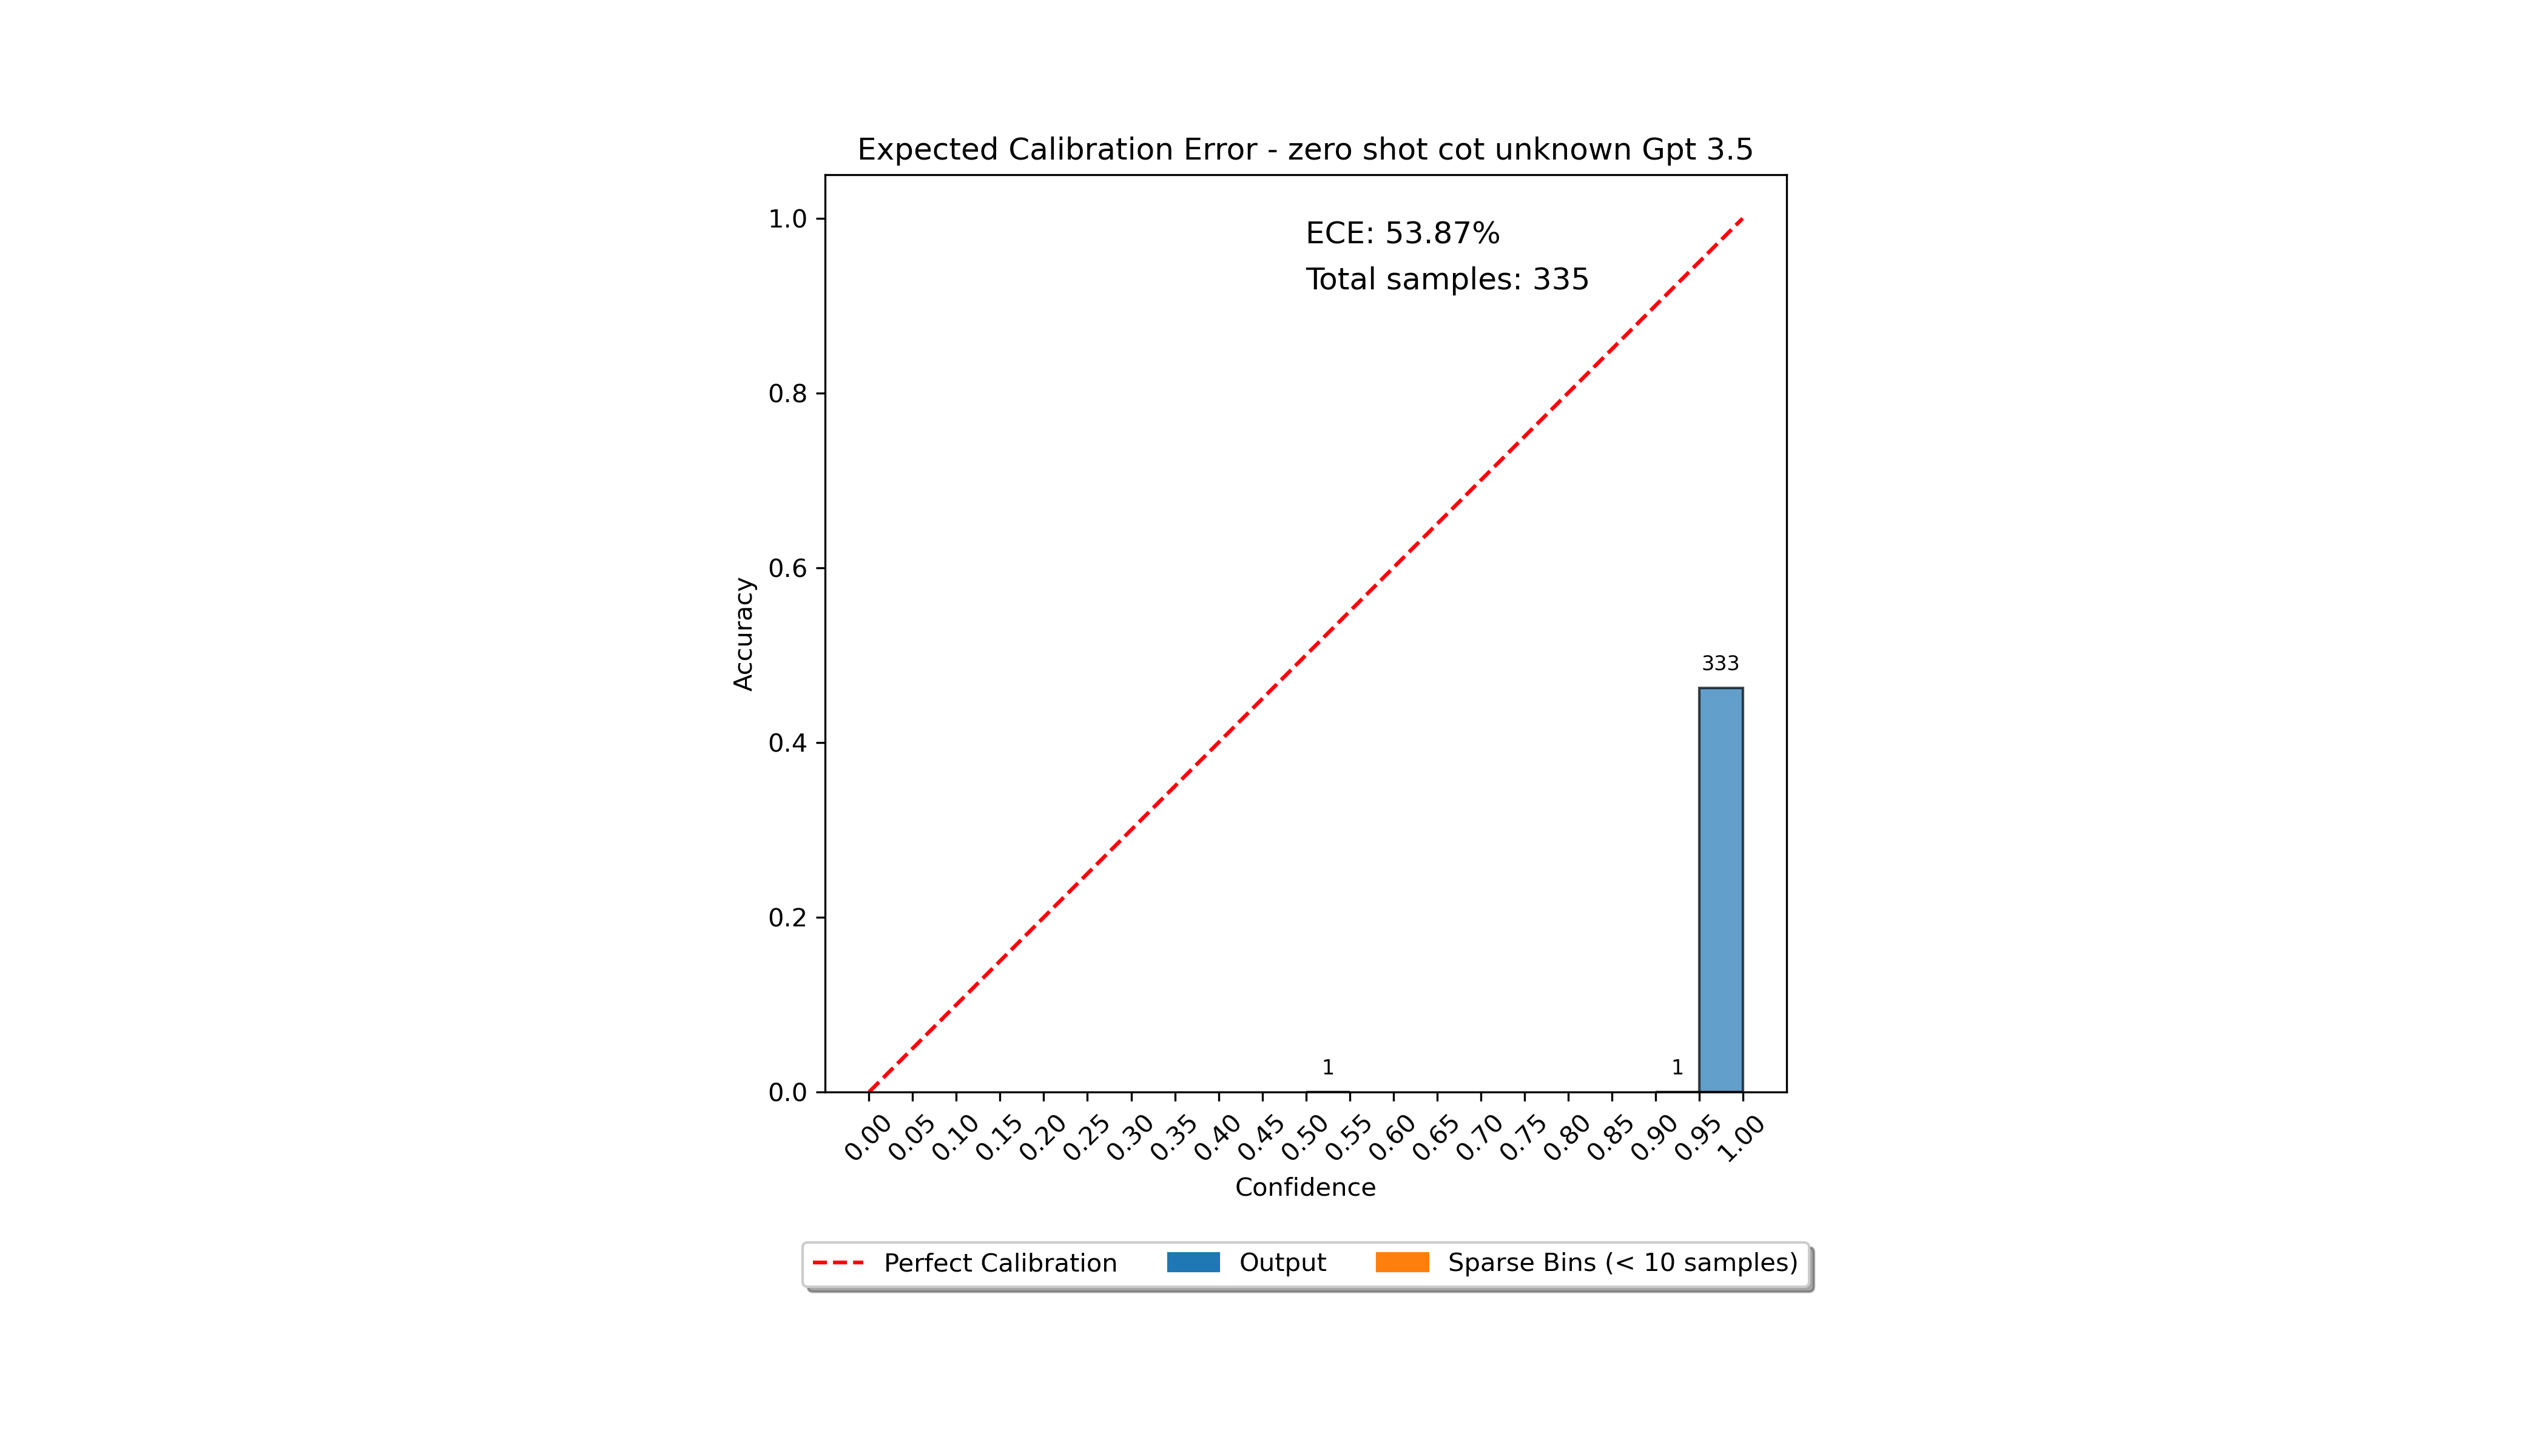 Expected Calibration Error - zero shot cot unknown Gpt 3.5
ECE: 53.87%
Total samples: 335
1.0
0.8
0.6
0.4
0.2
0.0
Accuracy
333
1
1
0.00 0.05 0.10 0.15 0.20 0.25 0.30 0.35 0.40 0.45 0.50 0.55 0.60 0.65 0.70 0.75 0.80 0.85 0.90 0.95 1.00
Confidence
Perfect Calibration Output Sparse Bins (< 10 samples)